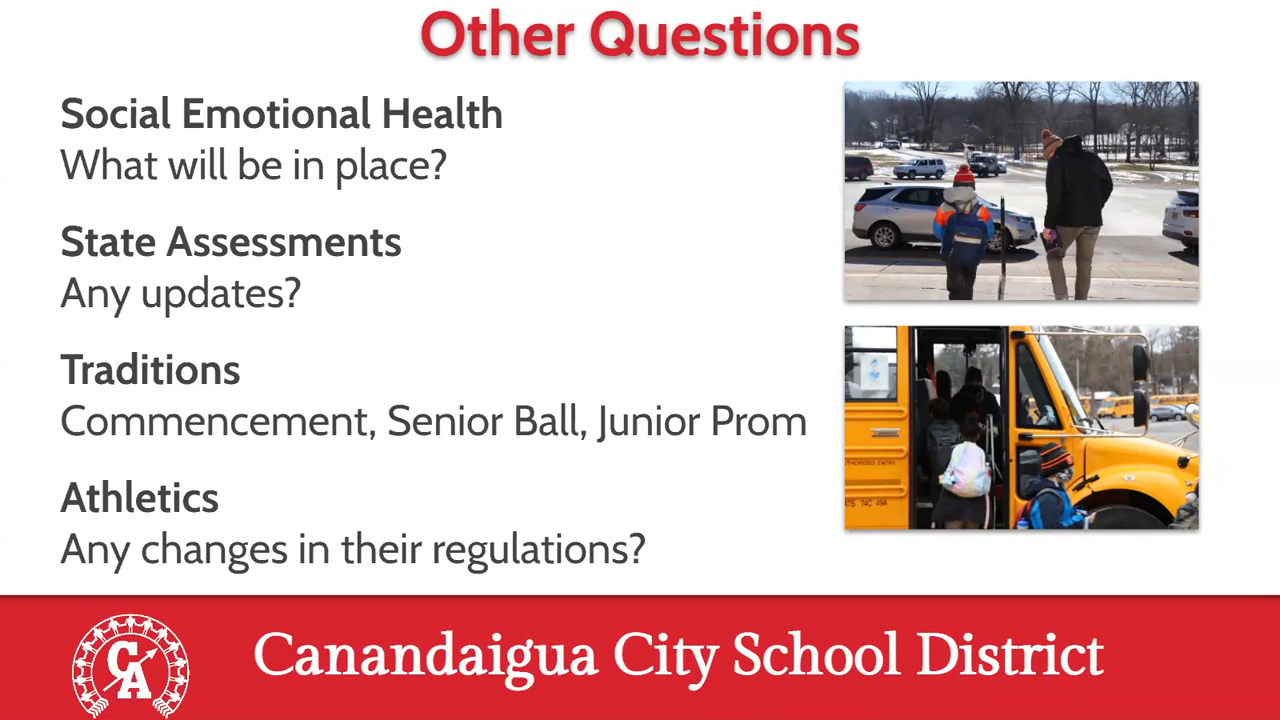 Other Questions
Social Emotional Health
What will be in place?
State Assessments
Any updates?
Traditions
Commencement, Senior Ball, Junior Prom
Athletics
Any changes in their regulations?
CA
Canandaigua City School District